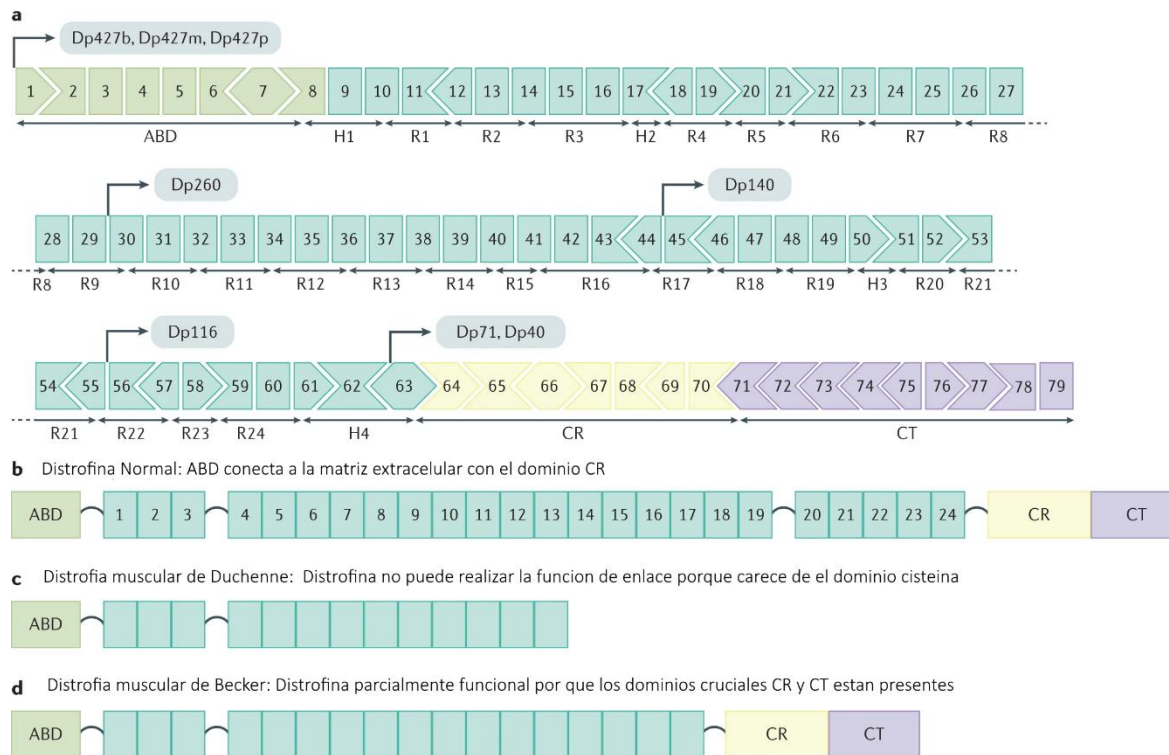 a
Dp427b, Dp427m, Dp427p
1 2 3 4 5 6 7 8 9 10 11 12 13 14 15 16 17 18 19 20 21 22 23 24 25 26 27
ABD H1 R1 R2 R3 H2 R4 R5 R6 R7 R8
Dp260 Dp140
28 29 30 31 32 33 34 35 36 37 38 39 40 41 42 43 44 45 46 47 48 49 50 51 52 53
R8 R9 R10 R11 R12 R13 R14 R15 R16 R17 R18 R19 H3 R20 R21
Dp116 Dp71, Dp40
54 55 56 57 58 59 60 61 62 63 64 65 66 67 68 69 70 71 72 73 74 75 76 77 78 79
R21 R22 R23 R24 H4 CR CT
b Distrofina Normal: ABD conecta a la matriz extracelular con el dominio CR
ABD 1 2 3 4 5 6 7 8 9 10 11 12 13 14 15 16 17 18 19 20 21 22 23 24 CR CT
c Distrofia muscular de Duchenne: Distrofina no puede realizar la funcion de enlace porque carece de el dominio cisteina
ABD
d Distrofia muscular de Becker: Distrofina parcialmente funcional por que los dominios cruciales CR y CT estan presentes
ABD CR CT